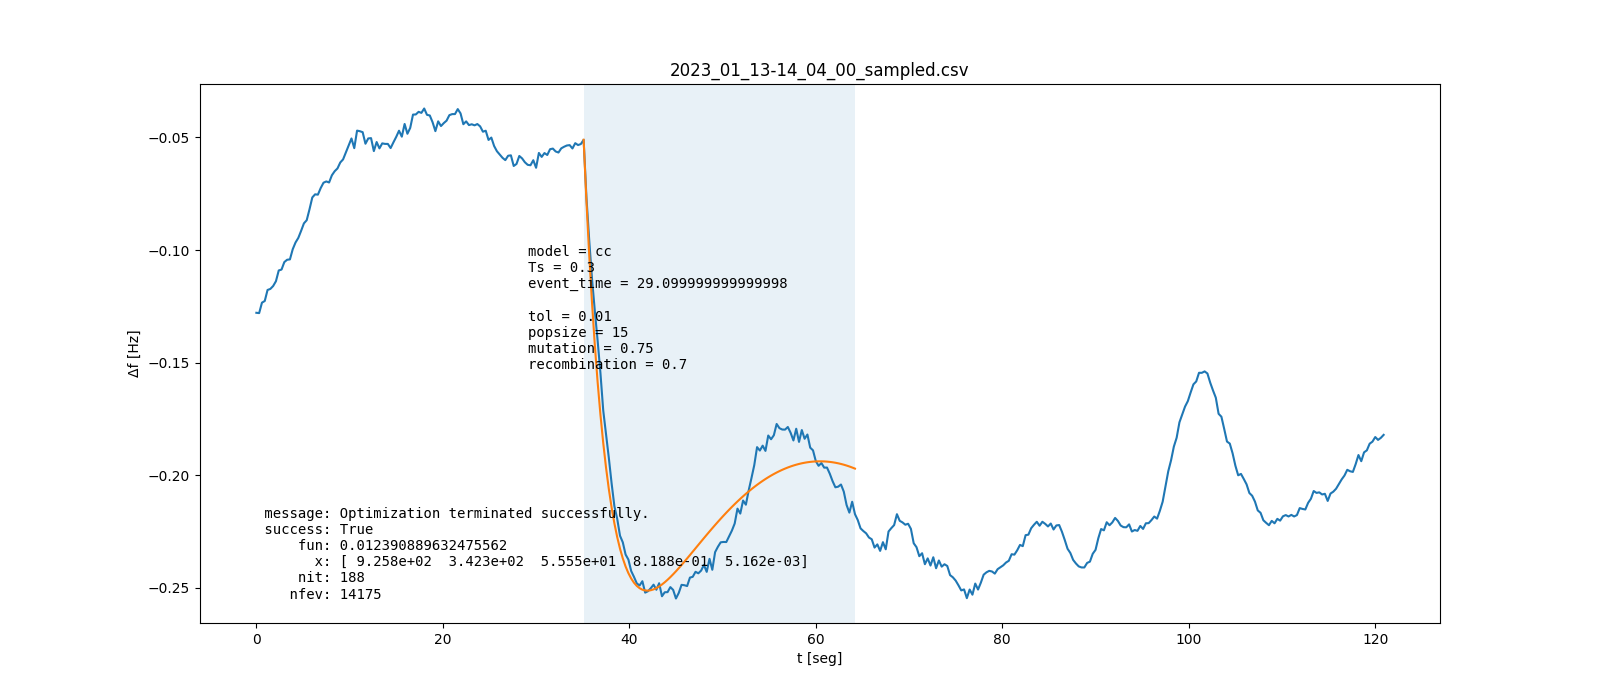 2023_01_13-14_04_00_sampled.csv
−0.05
−0.10
−0.15
−0.20
−0.25
Δf [Hz]
model = cc
Ts = 0.3
event_time = 29.099999999999998
tol = 0.01
popsize = 15
mutation = 0.75
recombination = 0.7
message: Optimization terminated successfully.
success: True
fun: 0.012390889632475562
x: [ 9.258e+02  3.423e+02  5.555e+01  8.188e-01  5.162e-03]
nit: 188
nfev: 14175
0 20 40 60 80 100 120
t [seg]